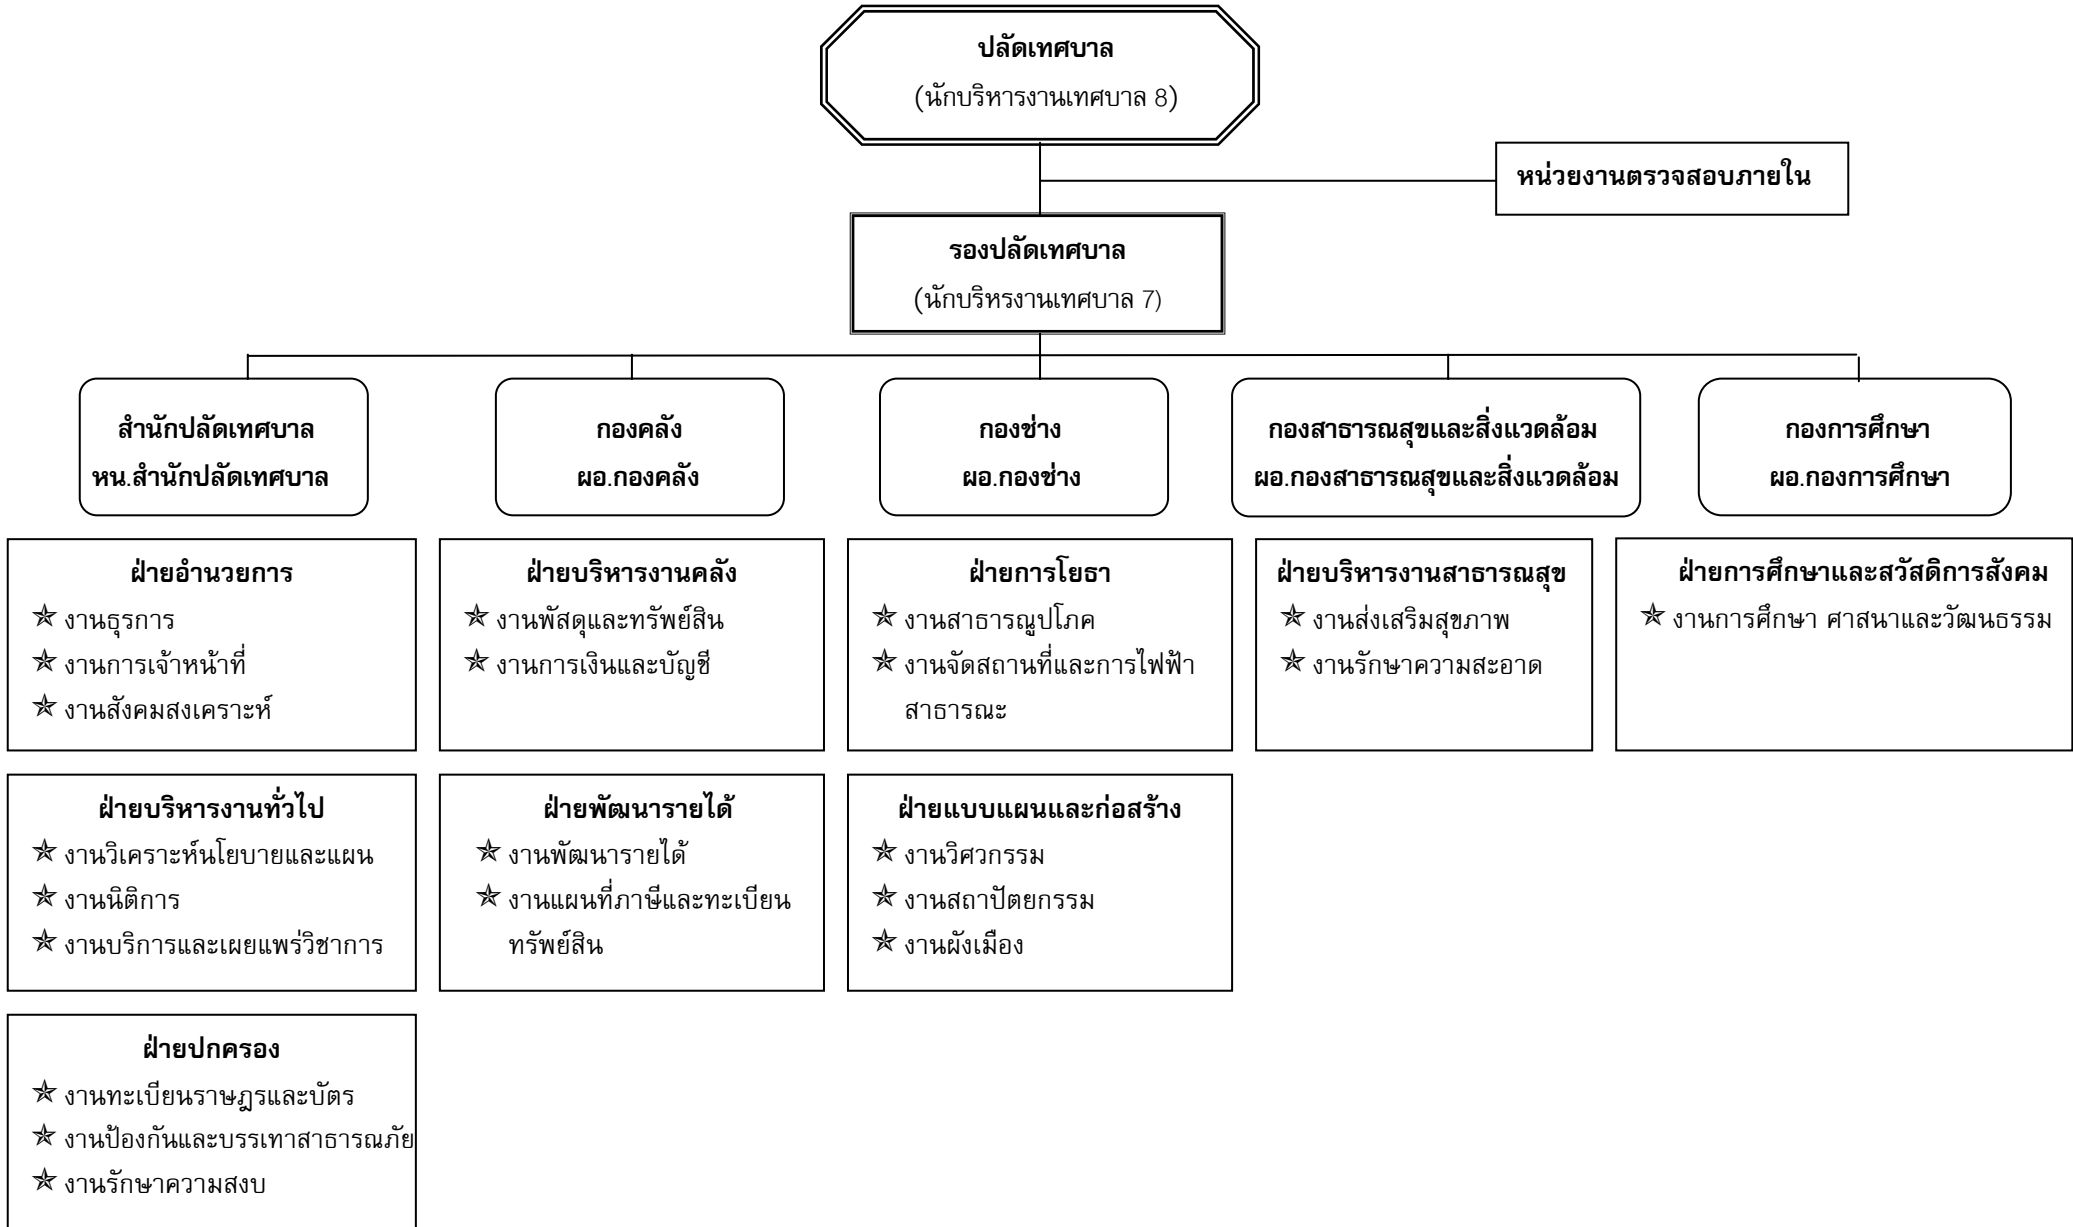 ปลัดเทศบาล
(นักบริหารงานเทศบาล 8)
หน่วยงานตรวจสอบภายใน
รองปลัดเทศบาล
(นักบริหรงานเทศบาล 7)
สำนักปลัดเทศบาล
หน.สำนักปลัดเทศบาล
กองคลัง
ผอ.กองคลัง
กองช่าง
ผอ.กองช่าง
กองสาธารณสุขและสิ่งแวดล้อม
ผอ.กองสาธารณสุขและสิ่งแวดล้อม
กองการศึกษา
ผอ.กองการศึกษา
ฝ่ายอำนวยการ
✯ งานธุรการ
✯ งานการเจ้าหน้าที่
✯ งานสังคมสงเคราะห์
ฝ่ายบริหารงานคลัง
✯ งานพัสดุและทรัพย์สิน
✯ งานการเงินและบัญชี
ฝ่ายการโยธา
✯ งานสาธารณูปโภค
✯ งานจัดสถานที่และการไฟฟ้า
สาธารณะ
ฝ่ายบริหารงานสาธารณสุข
✯ งานส่งเสริมสุขภาพ
✯ งานรักษาความสะอาด
ฝ่ายการศึกษาและสวัสดิการสังคม
✯ งานการศึกษา ศาสนาและวัฒนธรรม
ฝ่ายบริหารงานทั่วไป
✯ งานวิเคราะห์นโยบายและแผน
✯ งานนิติการ
✯ งานบริการและเผยแพร่วิชาการ
ฝ่ายพัฒนารายได้
✯ งานพัฒนารายได้
✯ งานแผนที่ภาษีและทะเบียน
ทรัพย์สิน
ฝ่ายแบบแผนและก่อสร้าง
✯ งานวิศวกรรม
✯ งานสถาปัตยกรรม
✯ งานผังเมือง
ฝ่ายปกครอง
✯ งานทะเบียนราษฎรและบัตร
✯ งานป้องกันและบรรเทาสาธารณภัย
✯ งานรักษาความสงบ